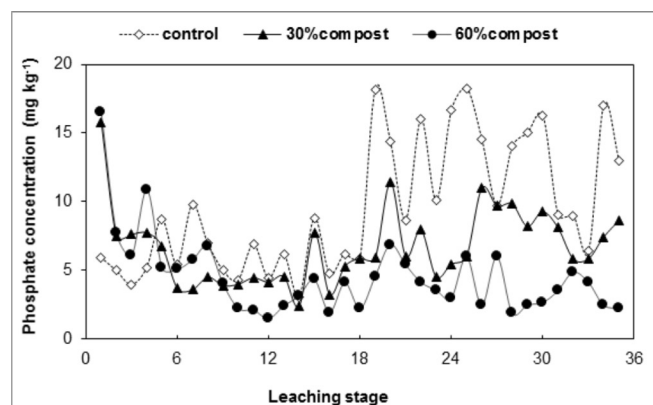 control 30%compost 60%compost
Phosphate concentration (mg kg⁻¹)
20
15
10
5
0
0 6 12 18 24 30 36
Leaching stage